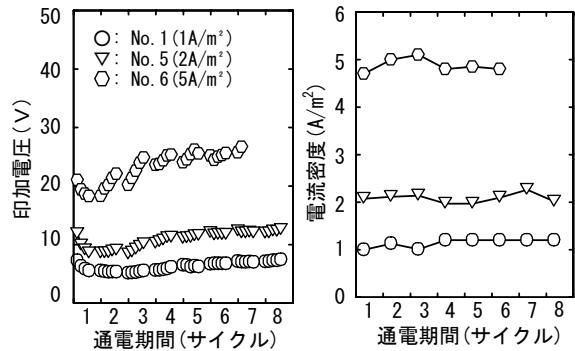 50
40
30
20
10
0
印加電圧(V)
○: No.1(1A/m²)
▽: No.5(2A/m²)
⬡: No.6(5A/m²)
1 2 3 4 5 6 7 8
通電期間(サイクル)
6
5
4
3
2
1
0
電流密度(A/m²)
1 2 3 4 5 6 7 8
通電期間(サイクル)